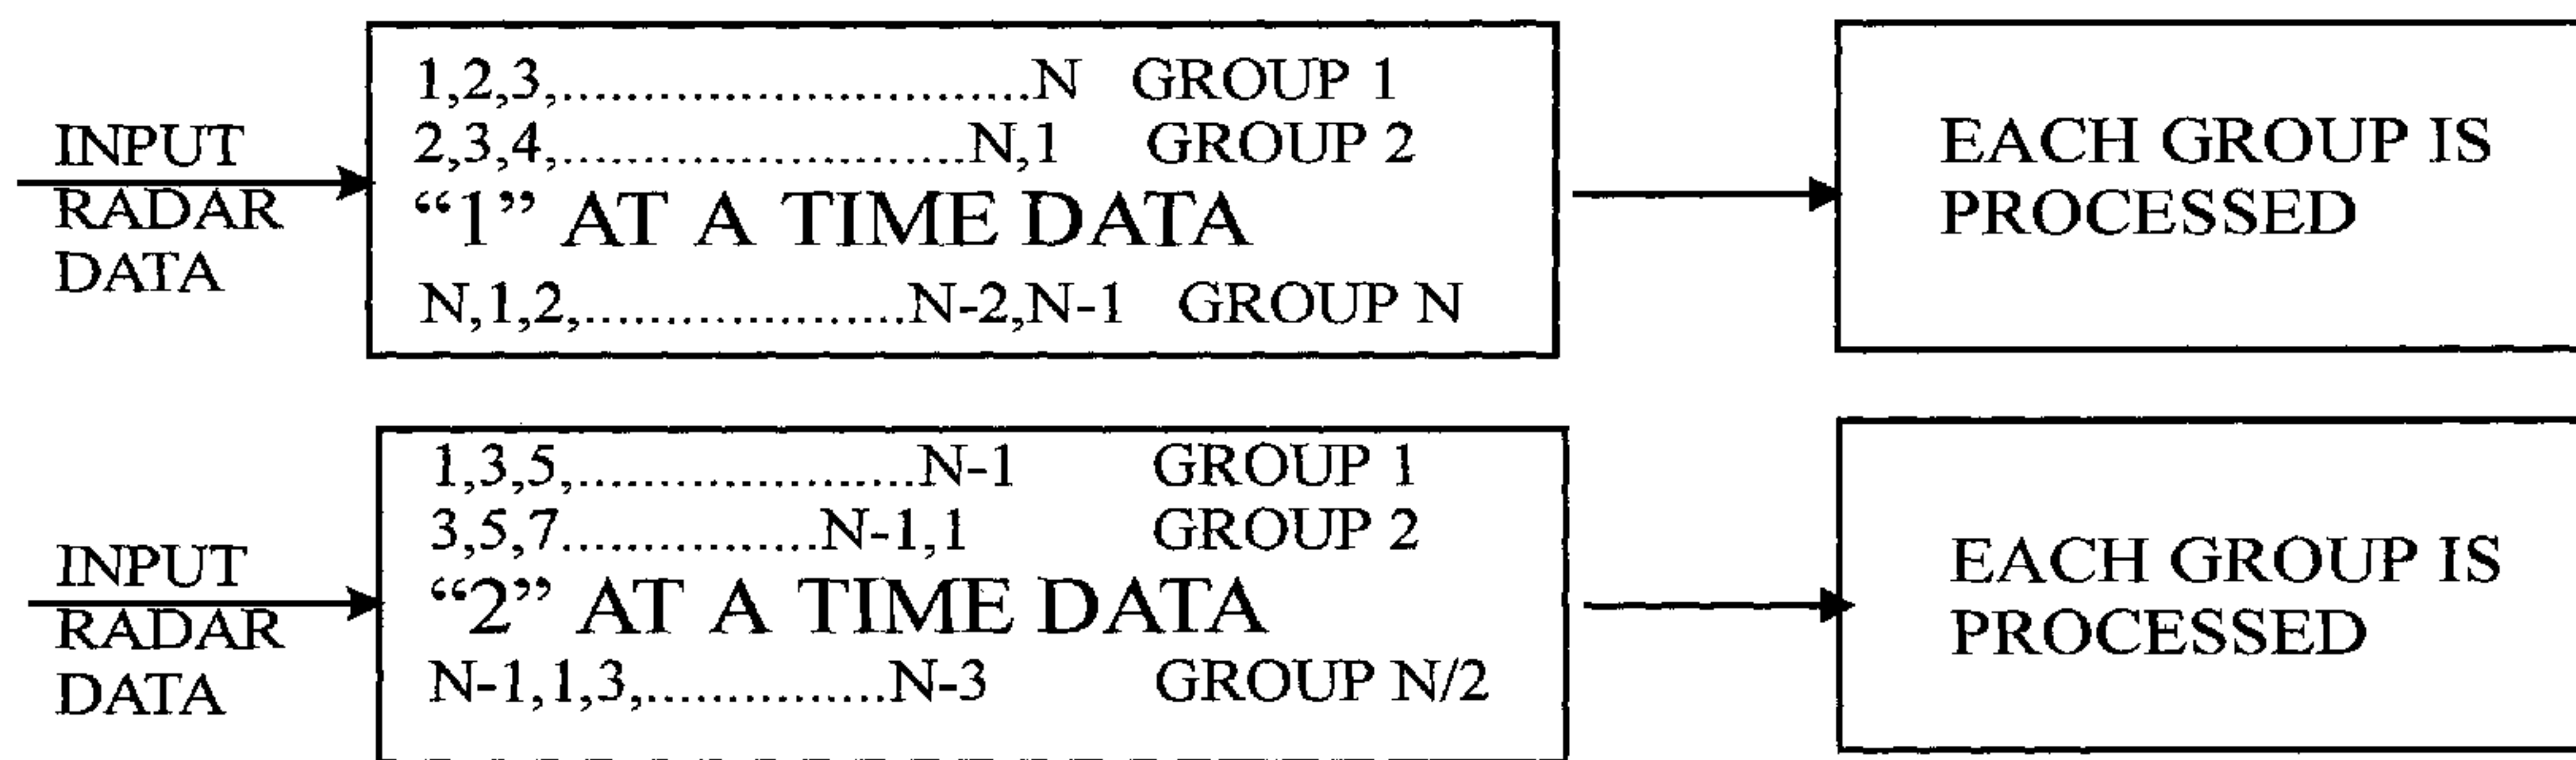 INPUT
RADAR
DATA
1,2,3,.............................N GROUP 1
2,3,4,.........................N,1 GROUP 2
“1” AT A TIME DATA
N,1,2,....................N-2,N-1 GROUP N
EACH GROUP IS
PROCESSED
INPUT
RADAR
DATA
1,3,5,.....................N-1 GROUP 1
3,5,7................N-1,1 GROUP 2
“2” AT A TIME DATA
N-1,1,3,...............N-3 GROUP N/2
EACH GROUP IS
PROCESSED